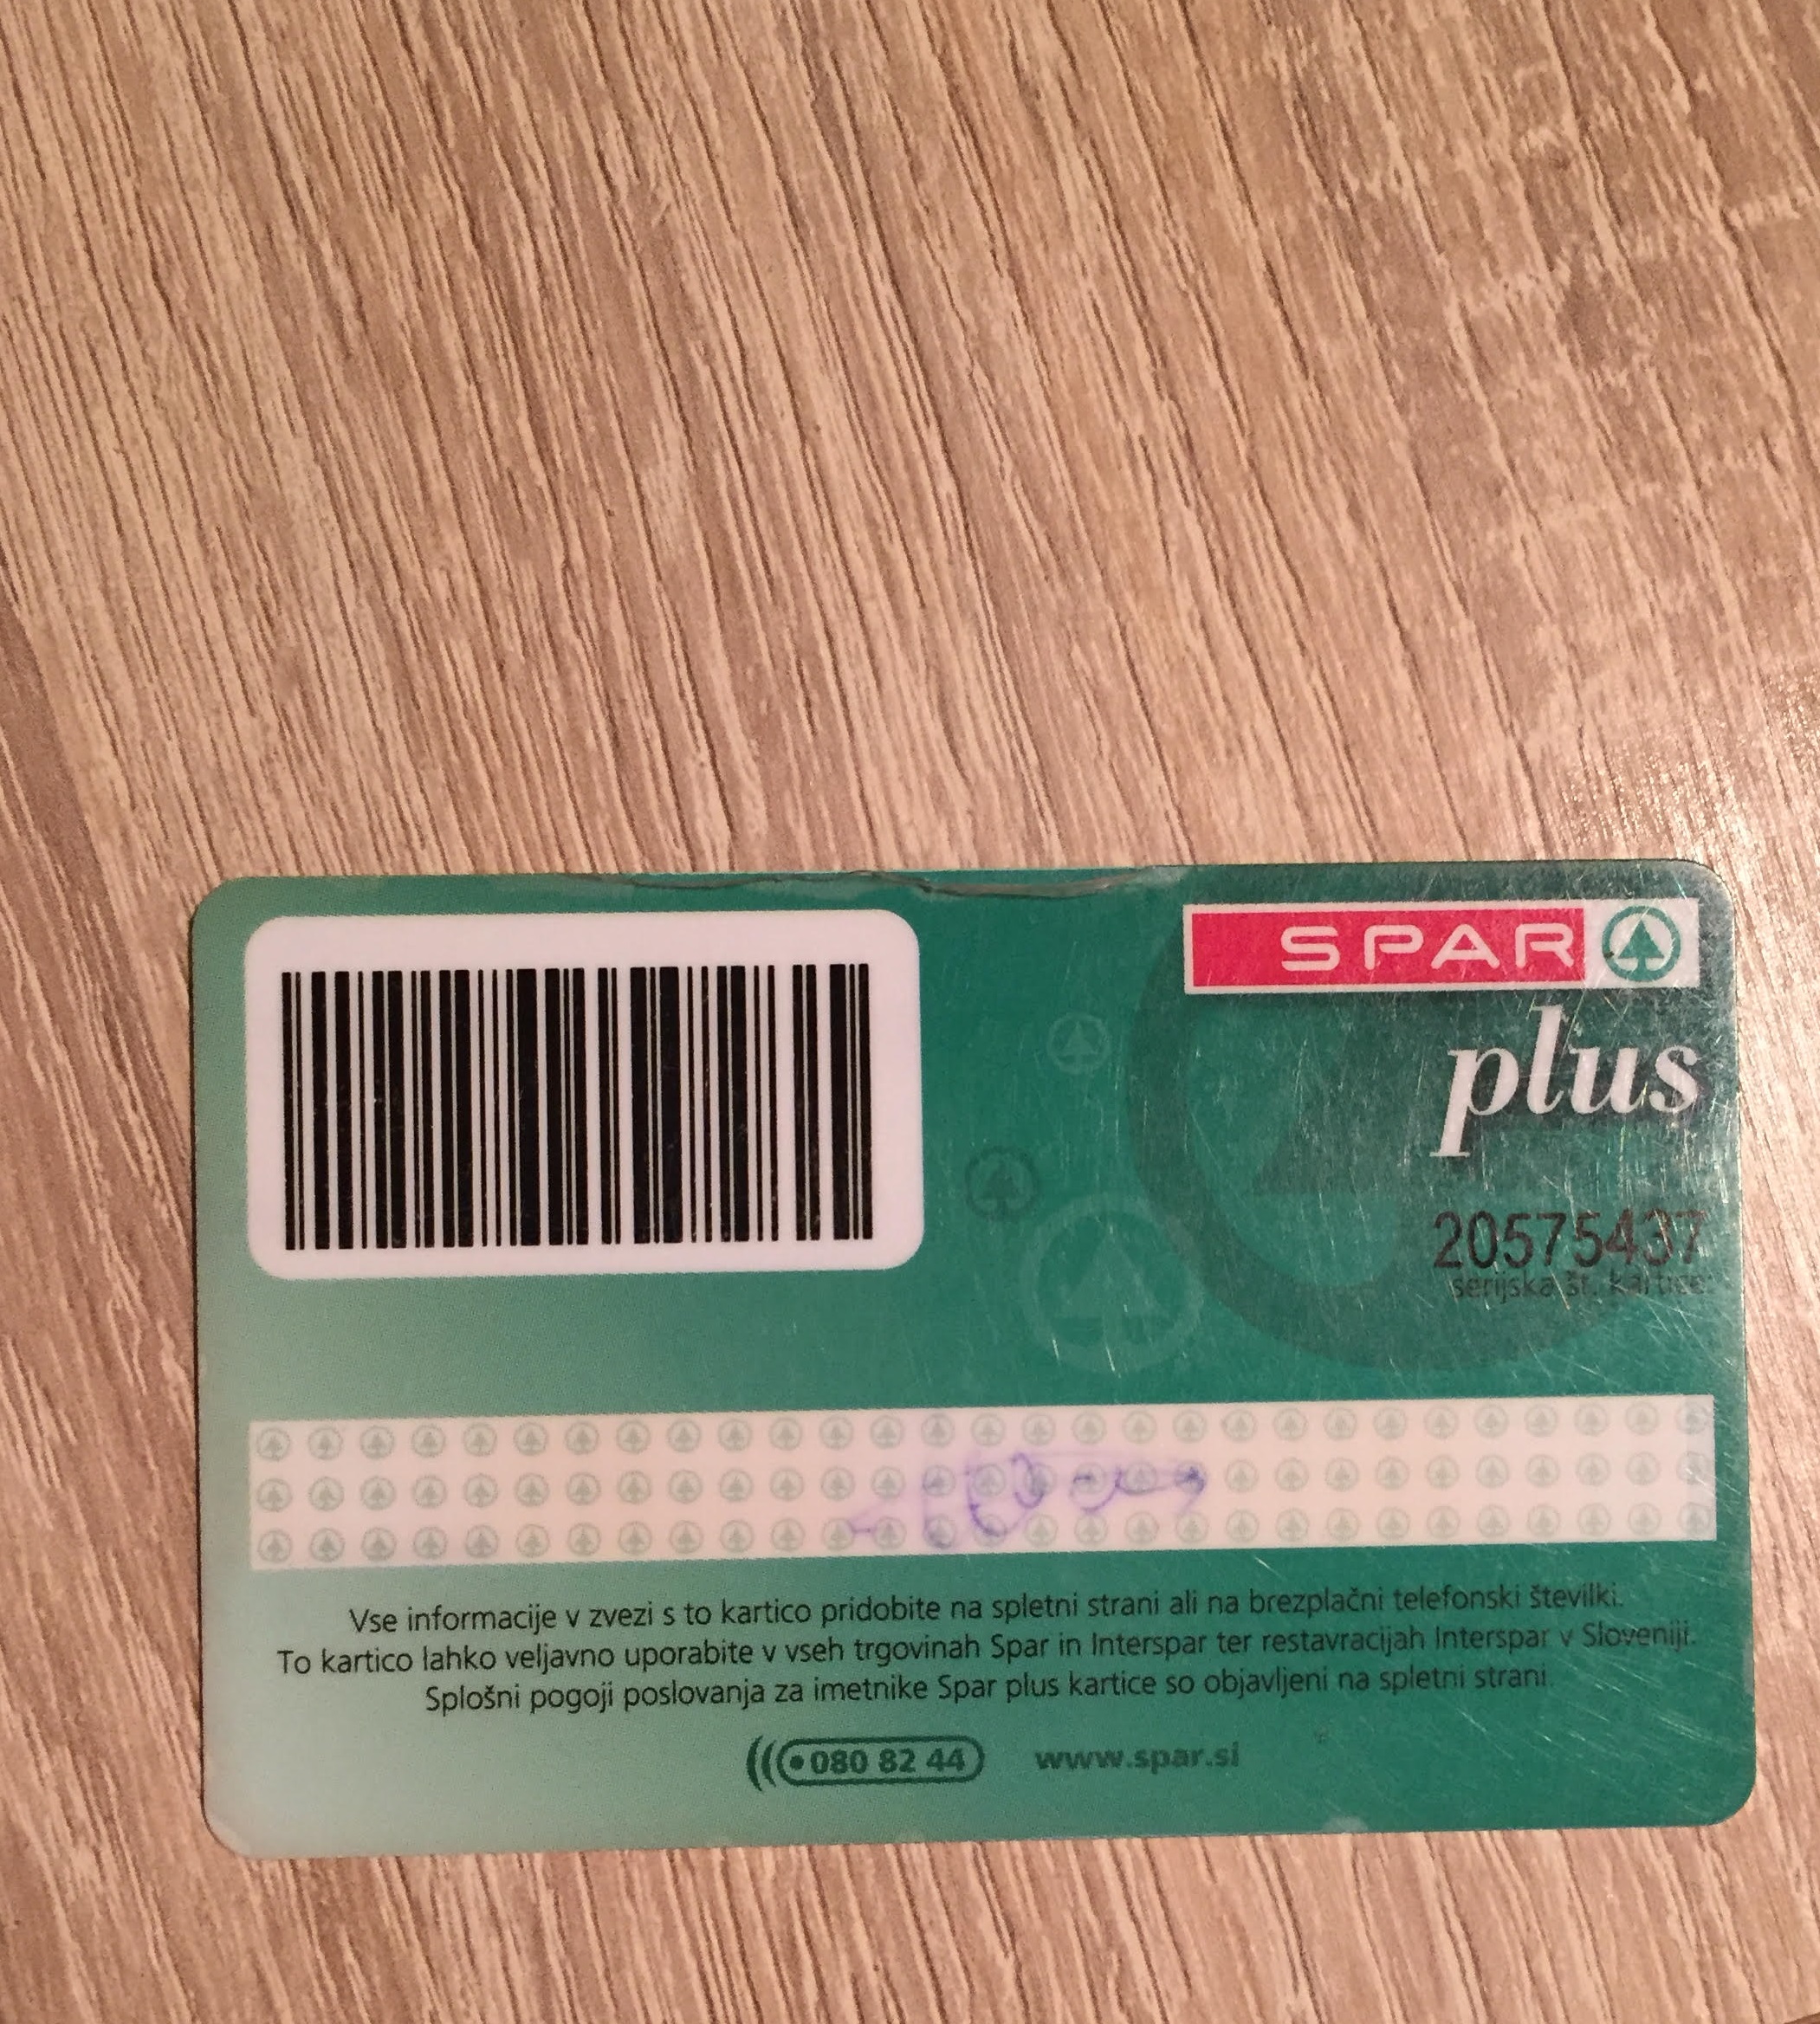 SPAR
plus
20575437
serijska št. kartice:
Vse informacije v zvezi s to kartico pridobite na spletni strani ali na brezplačni telefonski številki.
To kartico lahko veljavno uporabite v vseh trgovinah Spar in Interspar ter restavracijah Interspar v Sloveniji.
Splošni pogoji poslovanja za imetnike Spar plus kartice so objavljeni na spletni strani.
080 82 44 www.spar.si